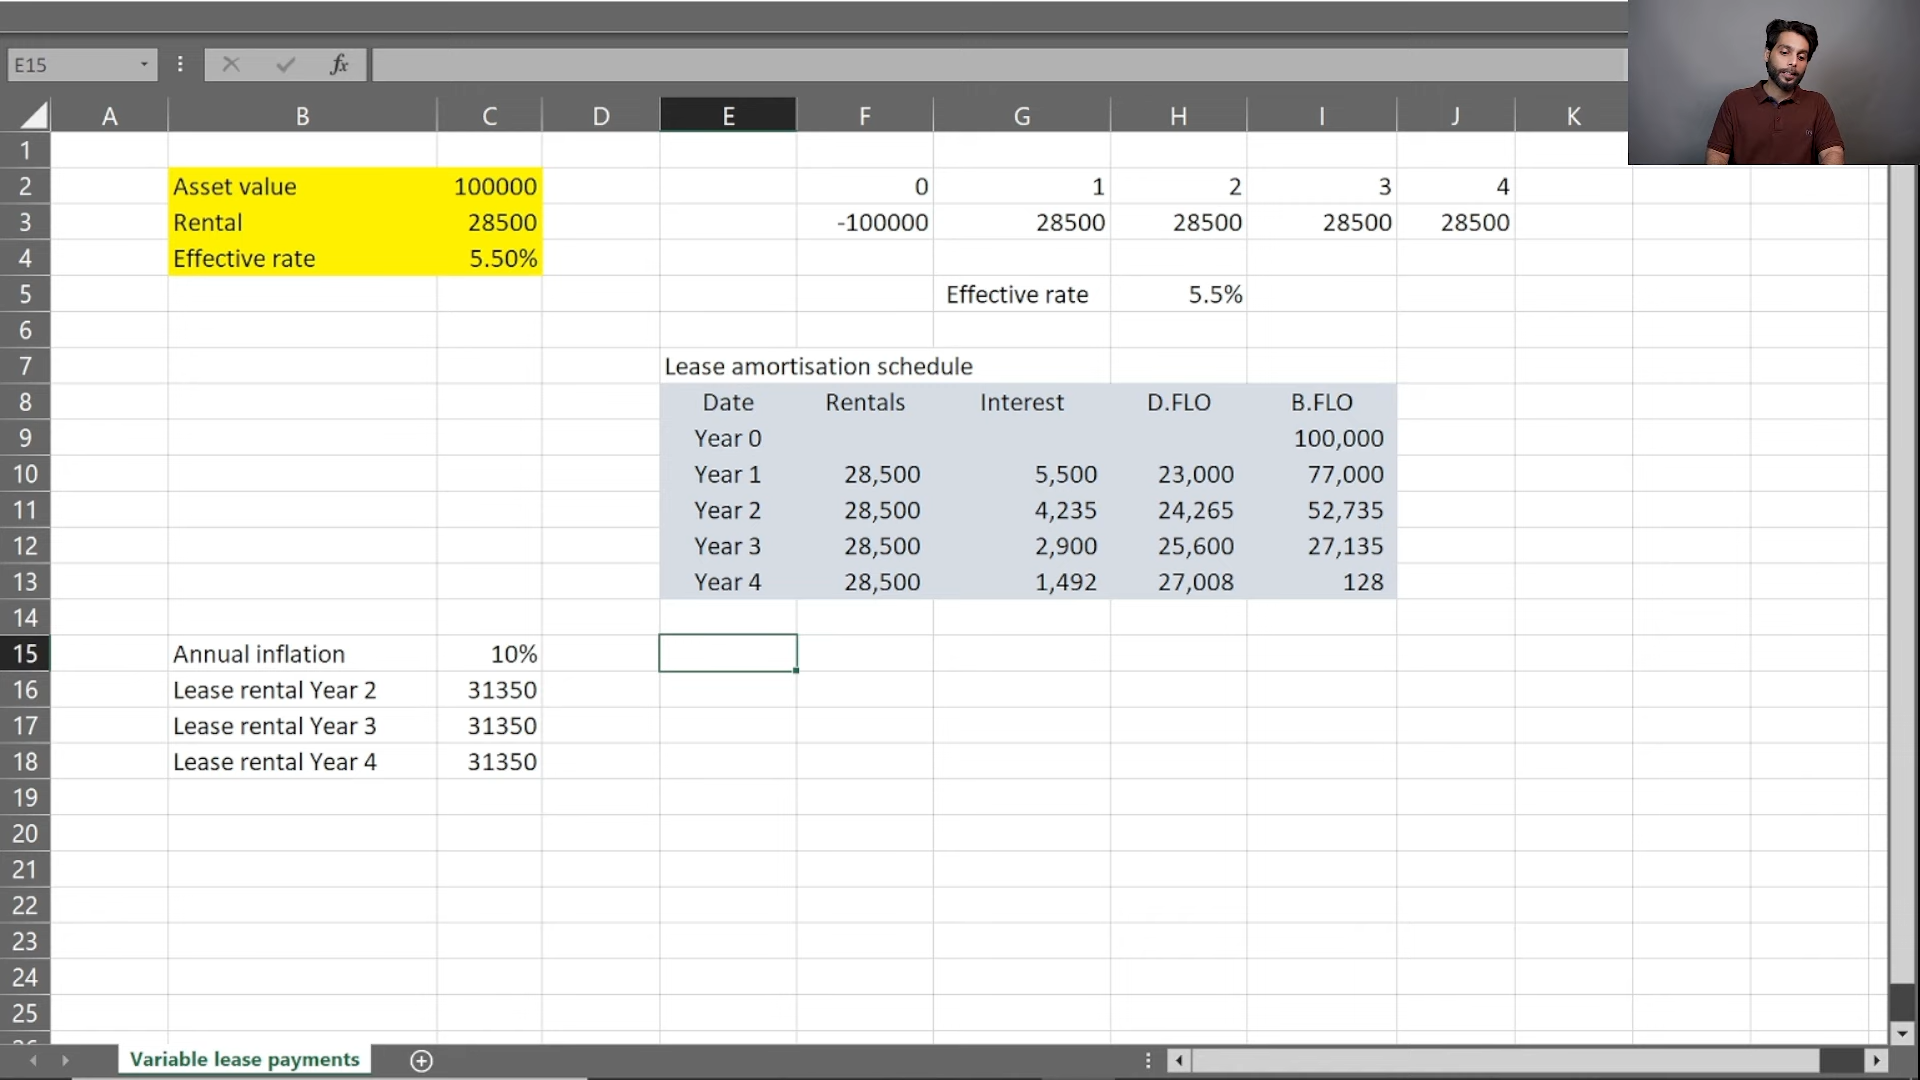 E15
fx
A B C D E F G H I J K
1
2 Asset value 100000 0 1 2 3 4
3 Rental 28500 -100000 28500 28500 28500 28500
4 Effective rate 5.50%
5 Effective rate 5.5%
6
7 Lease amortisation schedule
8 Date Rentals Interest D.FLO B.FLO
9 Year 0 100,000
10 Year 1 28,500 5,500 23,000 77,000
11 Year 2 28,500 4,235 24,265 52,735
12 Year 3 28,500 2,900 25,600 27,135
13 Year 4 28,500 1,492 27,008 128
14
15 Annual inflation 10%
16 Lease rental Year 2 31350
17 Lease rental Year 3 31350
18 Lease rental Year 4 31350
19
20
21
22
23
24
25
Variable lease payments